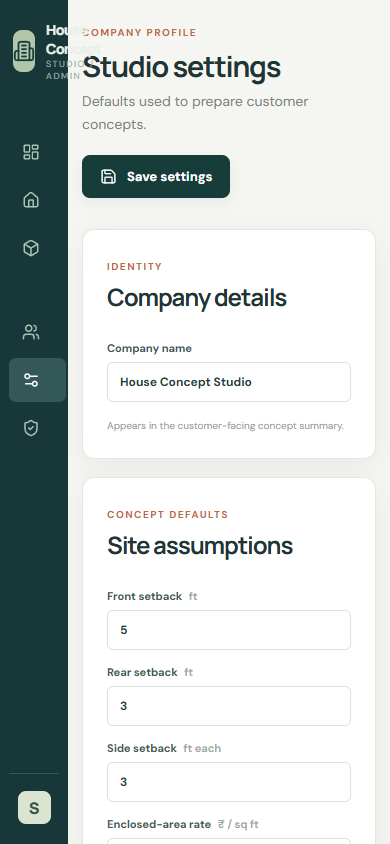 House
Concept
STUDIO
ADMIN
COMPANY PROFILE
Studio settings
Defaults used to prepare customer
concepts.
Save settings
IDENTITY
Company details
Company name
House Concept Studio
Appears in the customer-facing concept summary.
CONCEPT DEFAULTS
Site assumptions
Front setback ft
5
Rear setback ft
3
Side setback ft each
3
Enclosed-area rate ₹ / sq ft
S